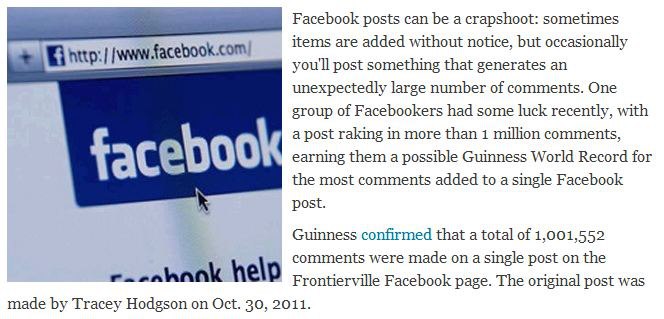 http://www.facebook.com/
facebook
Facebook help
Facebook posts can be a crapshoot: sometimes
items are added without notice, but occasionally
you'll post something that generates an
unexpectedly large number of comments. One
group of Facebookers had some luck recently, with
a post raking in more than 1 million comments,
earning them a possible Guinness World Record for
the most comments added to a single Facebook
post.
Guinness confirmed that a total of 1,001,552
comments were made on a single post on the
Frontierville Facebook page. The original post was
made by Tracey Hodgson on Oct. 30, 2011.